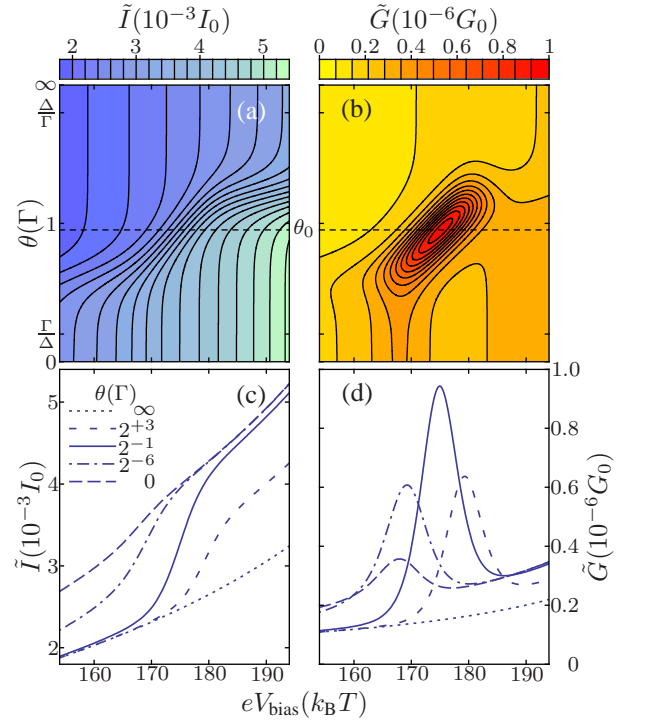 Ĩ(10⁻³I₀) G̃(10⁻⁶G₀)
2 3 4 5 0 0.2 0.4 0.6 0.8 1
∞
Δ/Γ
(a) (b)
θ(Γ) 1 θ₀
Γ/Δ
0
θ(Γ) (c) (d)
∞
2⁺³
2⁻¹
2⁻⁶
0
Ĩ(10⁻³I₀)
5
4
3
2
1.0
0.8
0.6
0.4
0.2
0
G̃(10⁻⁶G₀)
160 170 180 190 160 170 180 190
eV_bias(k_BT)